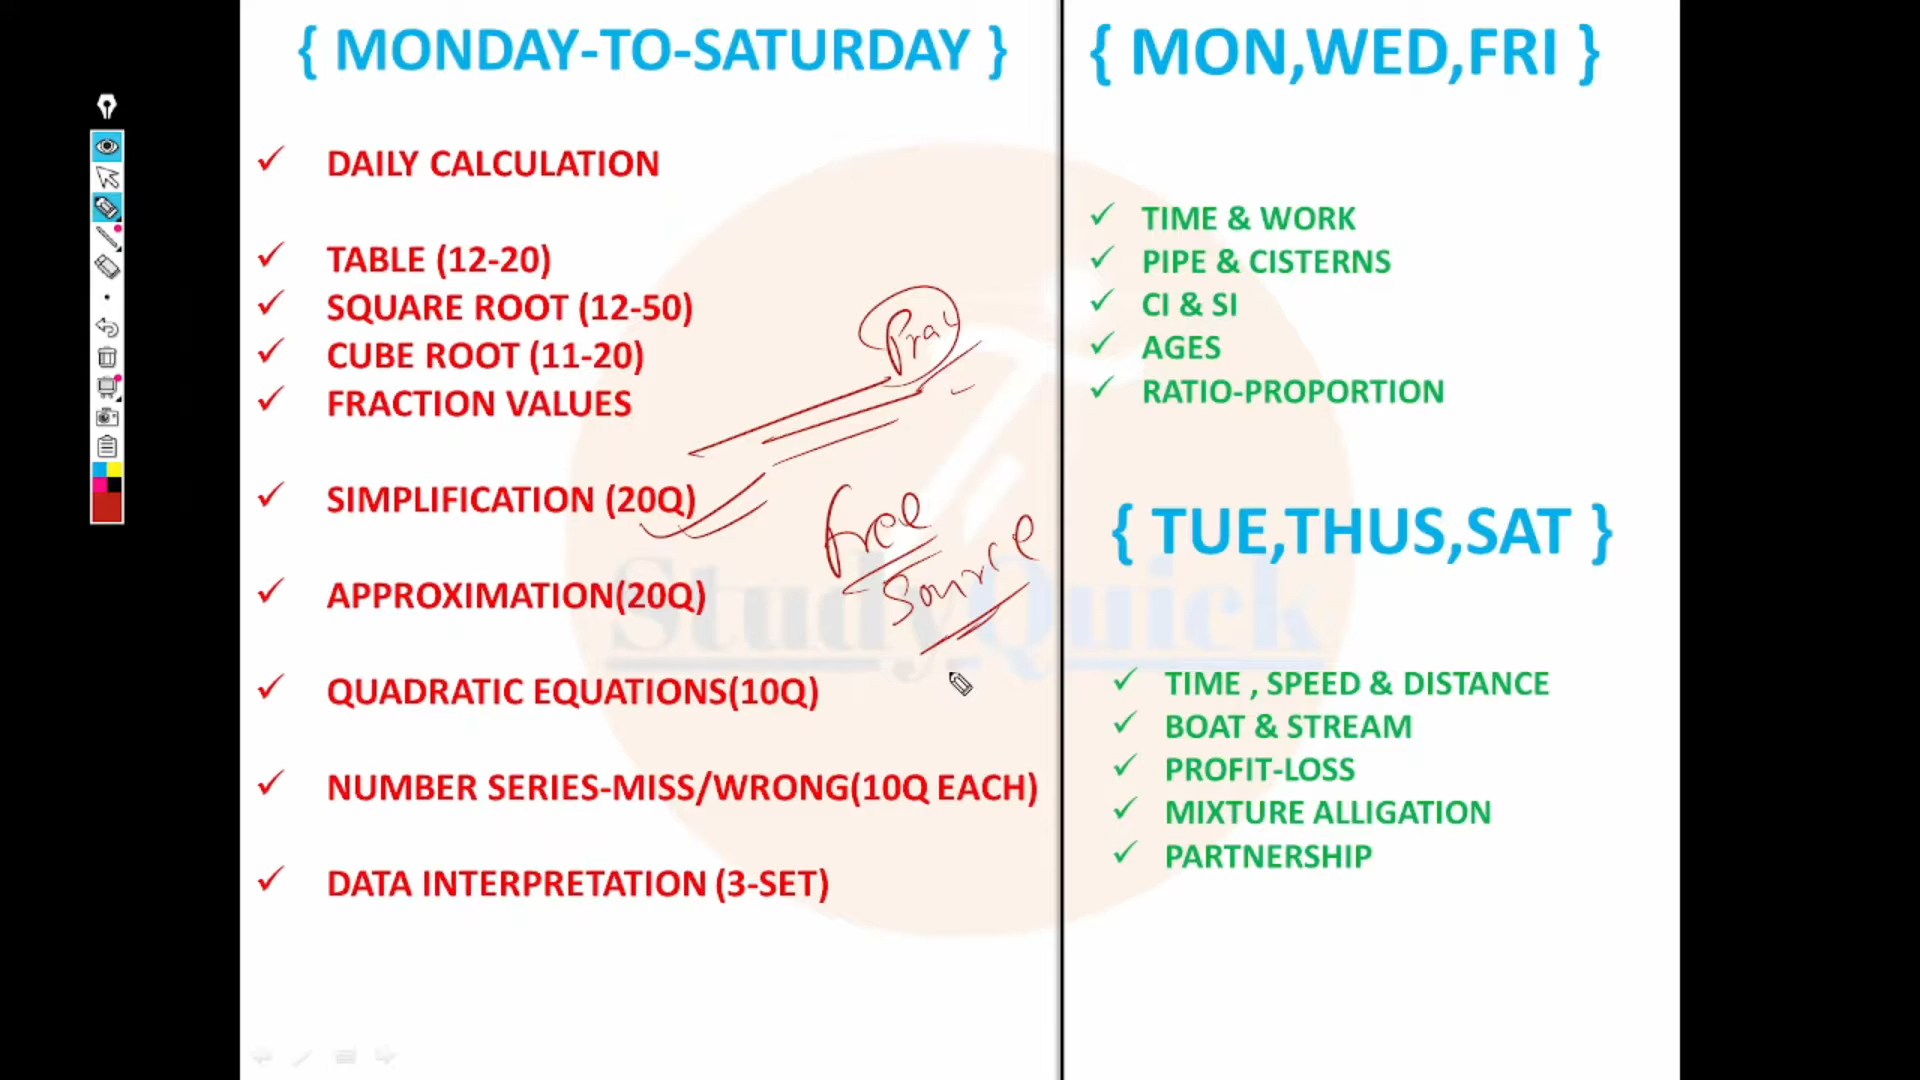 { MONDAY-TO-SATURDAY }
✓ DAILY CALCULATION
✓ TABLE (12-20)
✓ SQUARE ROOT (12-50)
✓ CUBE ROOT (11-20)
✓ FRACTION VALUES
✓ SIMPLIFICATION (20Q)
✓ APPROXIMATION(20Q)
✓ QUADRATIC EQUATIONS(10Q)
✓ NUMBER SERIES-MISS/WRONG(10Q EACH)
✓ DATA INTERPRETATION (3-SET)
free
source
StudyQuick
{ MON,WED,FRI }
✓ TIME & WORK
✓ PIPE & CISTERNS
✓ CI & SI
✓ AGES
✓ RATIO-PROPORTION
{ TUE,THUS,SAT }
✓ TIME , SPEED & DISTANCE
✓ BOAT & STREAM
✓ PROFIT-LOSS
✓ MIXTURE ALLIGATION
✓ PARTNERSHIP